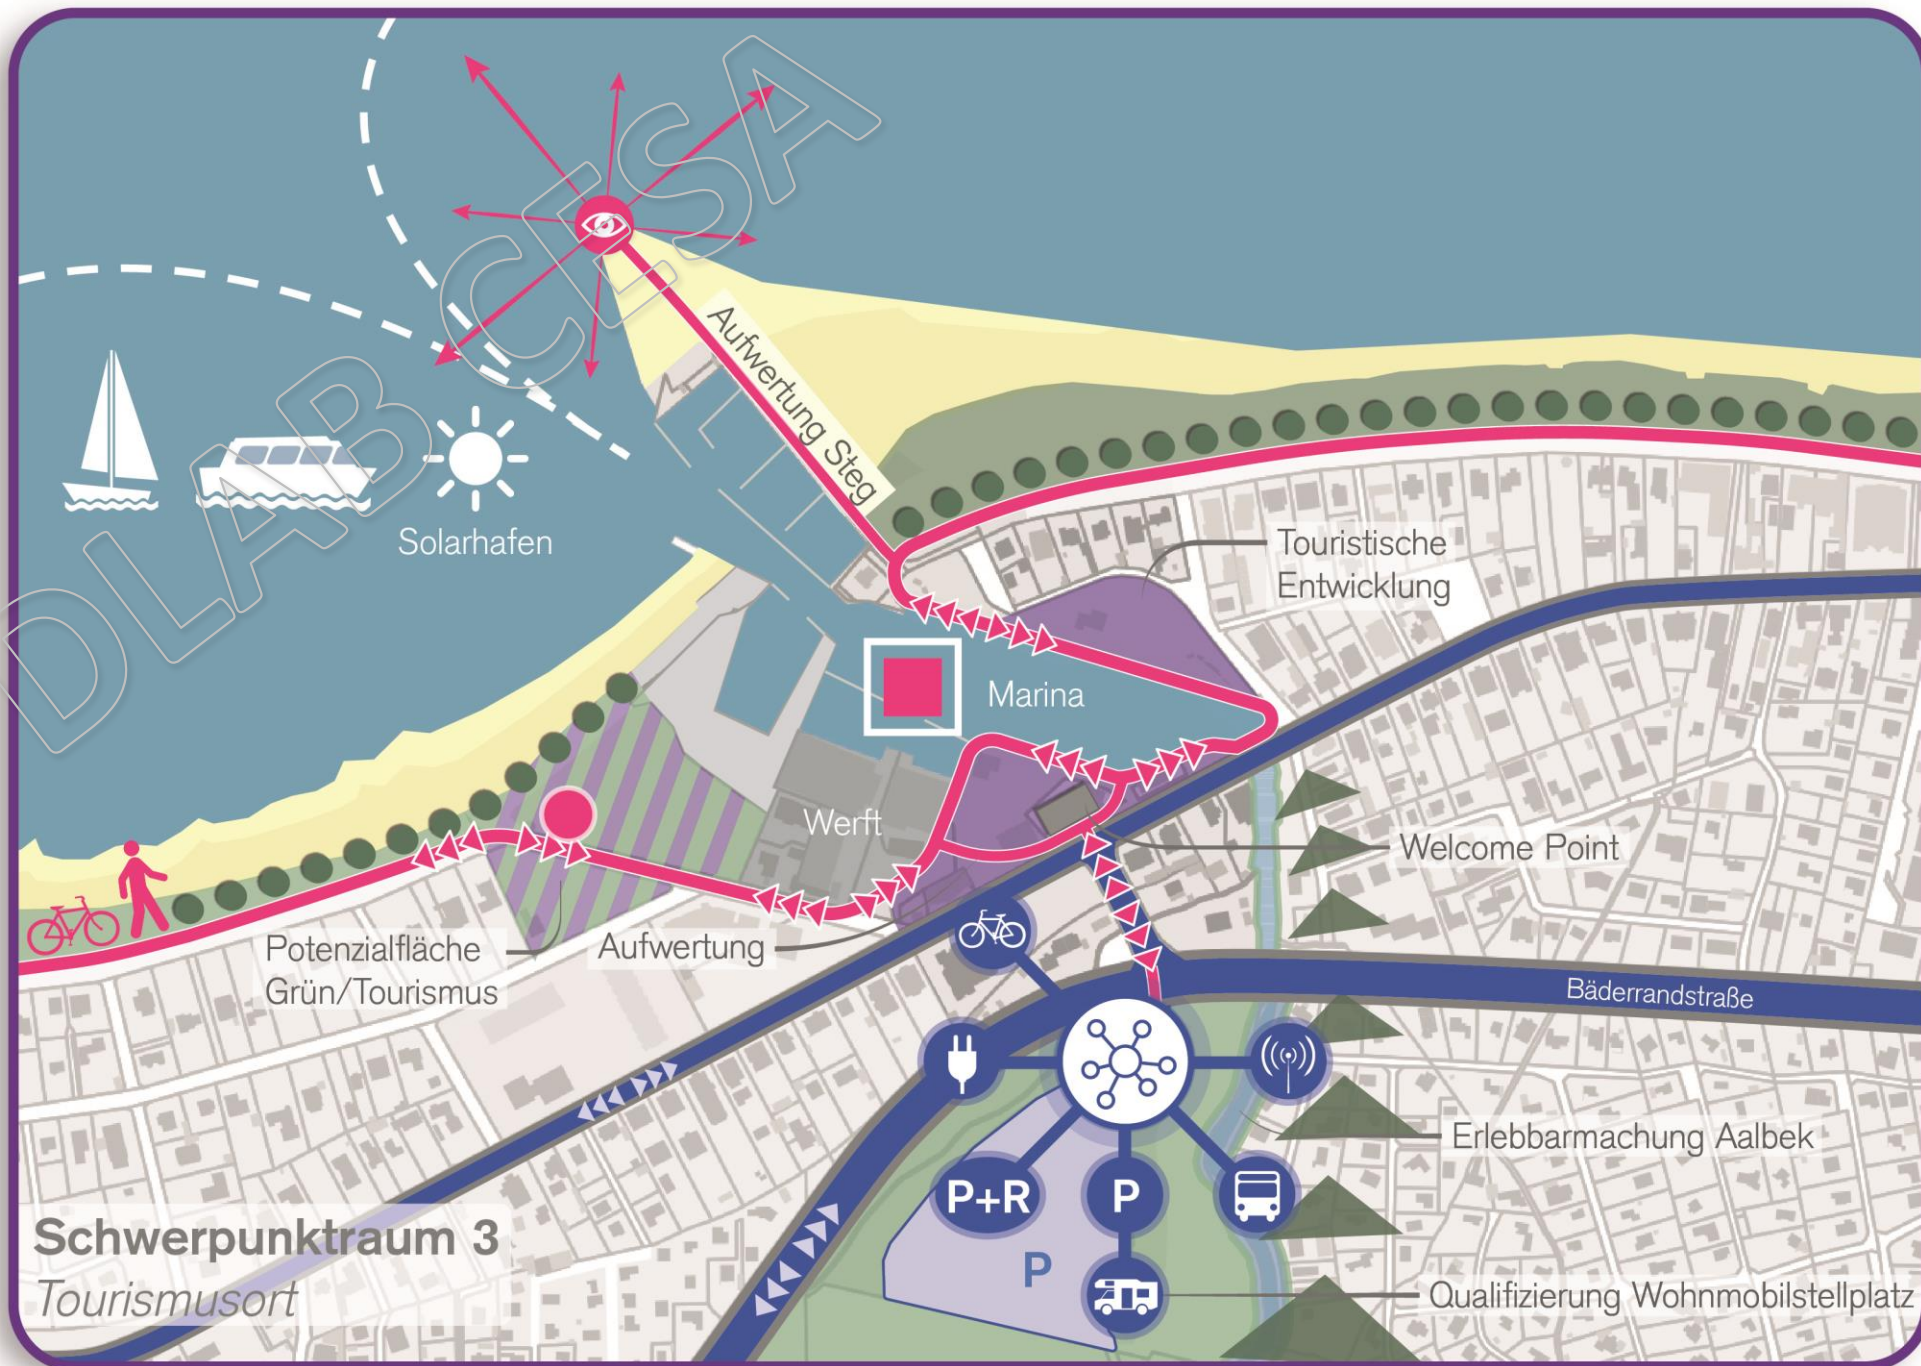 DLAB CESA
Aufwertung Steg
Solarhafen
Touristische
Entwicklung
Marina
Werft
Welcome Point
Potenzialfläche
Grün/Tourismus
Aufwertung
Bäderrandstraße
Erlebbarmachung Aalbek
P+R
P
P
Qualifizierung Wohnmobilstellplatz
Schwerpunktraum 3
Tourismusort